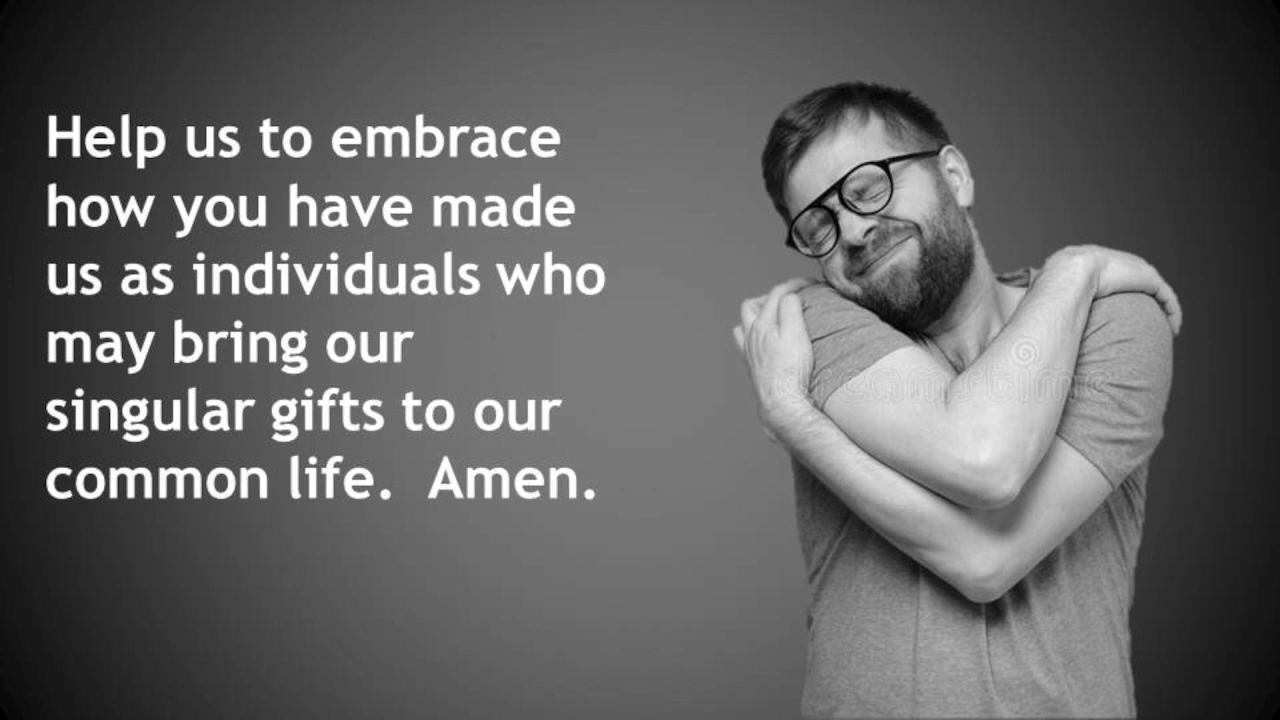 Help us to embrace
how you have made
us as individuals who
may bring our
singular gifts to our
common life.  Amen.
dreamstime